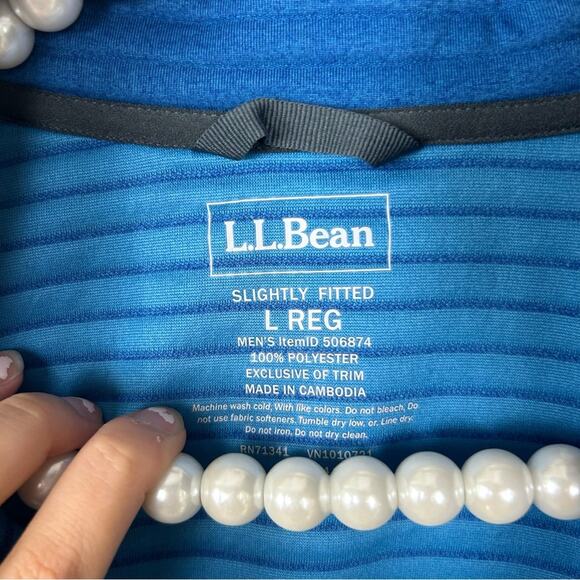 L.L.Bean
SLIGHTLY FITTED
L REG
MEN'S ItemID 506874
100% POLYESTER
EXCLUSIVE OF TRIM
MADE IN CAMBODIA
Machine wash cold, With like colors. Do not bleach. Do
not use fabric softeners. Tumble dry low, or. Line dry.
Do not iron. Do not dry clean.
RN71341 VN1010721